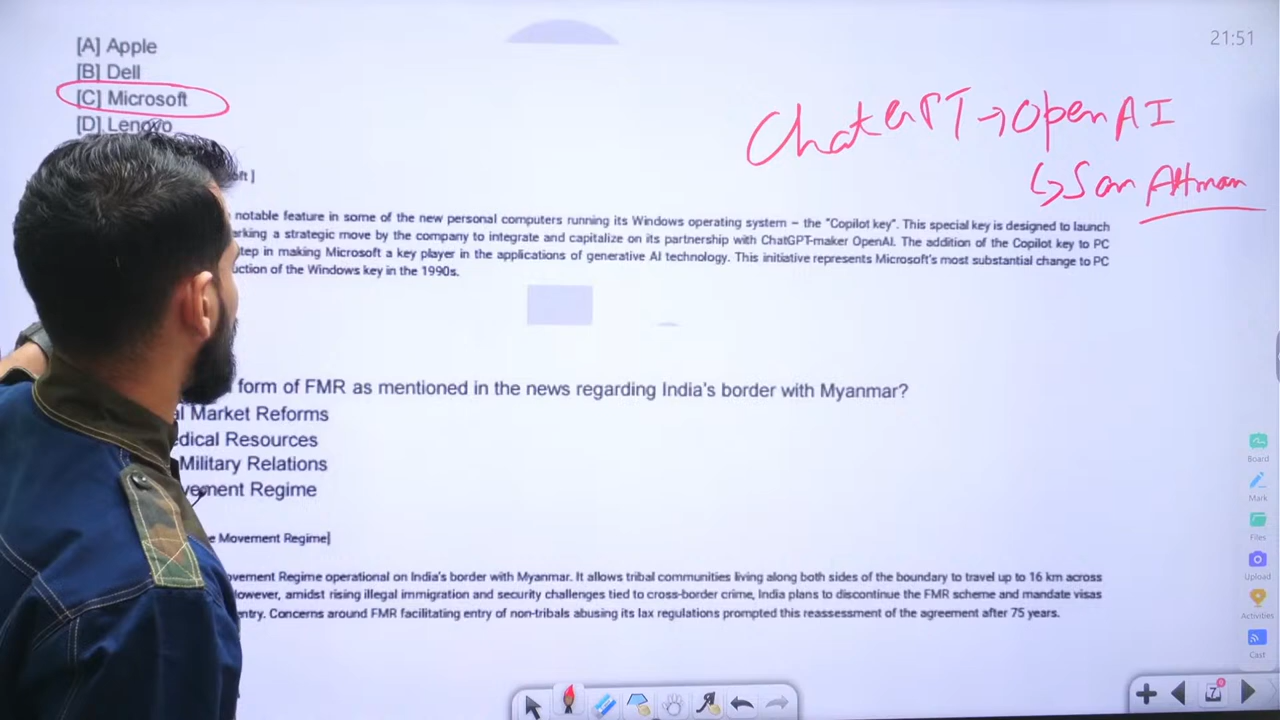 21:51
[A] Apple
[B] Dell
[C] Microsoft
[D] Lenovo
ChatGPT → OpenAI
↳ Sam Altman
oft ]
notable feature in some of the new personal computers running its Windows operating system – the "Copilot key". This special key is designed to launch
arking a strategic move by the company to integrate and capitalize on its partnership with ChatGPT-maker OpenAI. The addition of the Copilot key to PC
tep in making Microsoft a key player in the applications of generative AI technology. This initiative represents Microsoft's most substantial change to PC
uction of the Windows key in the 1990s.
form of FMR as mentioned in the news regarding India's border with Myanmar?
al Market Reforms
edical Resources
Military Relations
vement Regime
e Movement Regime]
ovement Regime operational on India's border with Myanmar. It allows tribal communities living along both sides of the boundary to travel up to 16 km across
owever, amidst rising illegal immigration and security challenges tied to cross-border crime, India plans to discontinue the FMR scheme and mandate visas
entry. Concerns around FMR facilitating entry of non-tribals abusing its lax regulations prompted this reassessment of the agreement after 75 years.
Board
Mark
Files
Upload
Activities
Cast
7